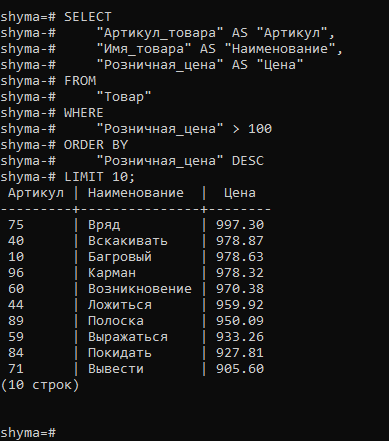 shyma=# SELECT
shyma-#     "Артикул_товара" AS "Артикул",
shyma-#     "Имя_товара" AS "Наименование",
shyma-#     "Розничная_цена" AS "Цена"
shyma-# FROM
shyma-#     "Товар"
shyma-# WHERE
shyma-#     "Розничная_цена" > 100
shyma-# ORDER BY
shyma-#     "Розничная_цена" DESC
shyma-# LIMIT 10;
 Артикул | Наименование  |  Цена
---------+---------------+--------
 75      | Вряд          | 997.30
 40      | Вскакивать    | 978.87
 10      | Багровый      | 978.63
 96      | Карман        | 978.32
 60      | Возникновение | 970.38
 44      | Ложиться      | 959.92
 89      | Полоска       | 950.09
 59      | Выражаться    | 933.26
 84      | Покидать      | 927.81
 71      | Вывести       | 905.60
(10 строк)
shyma=#